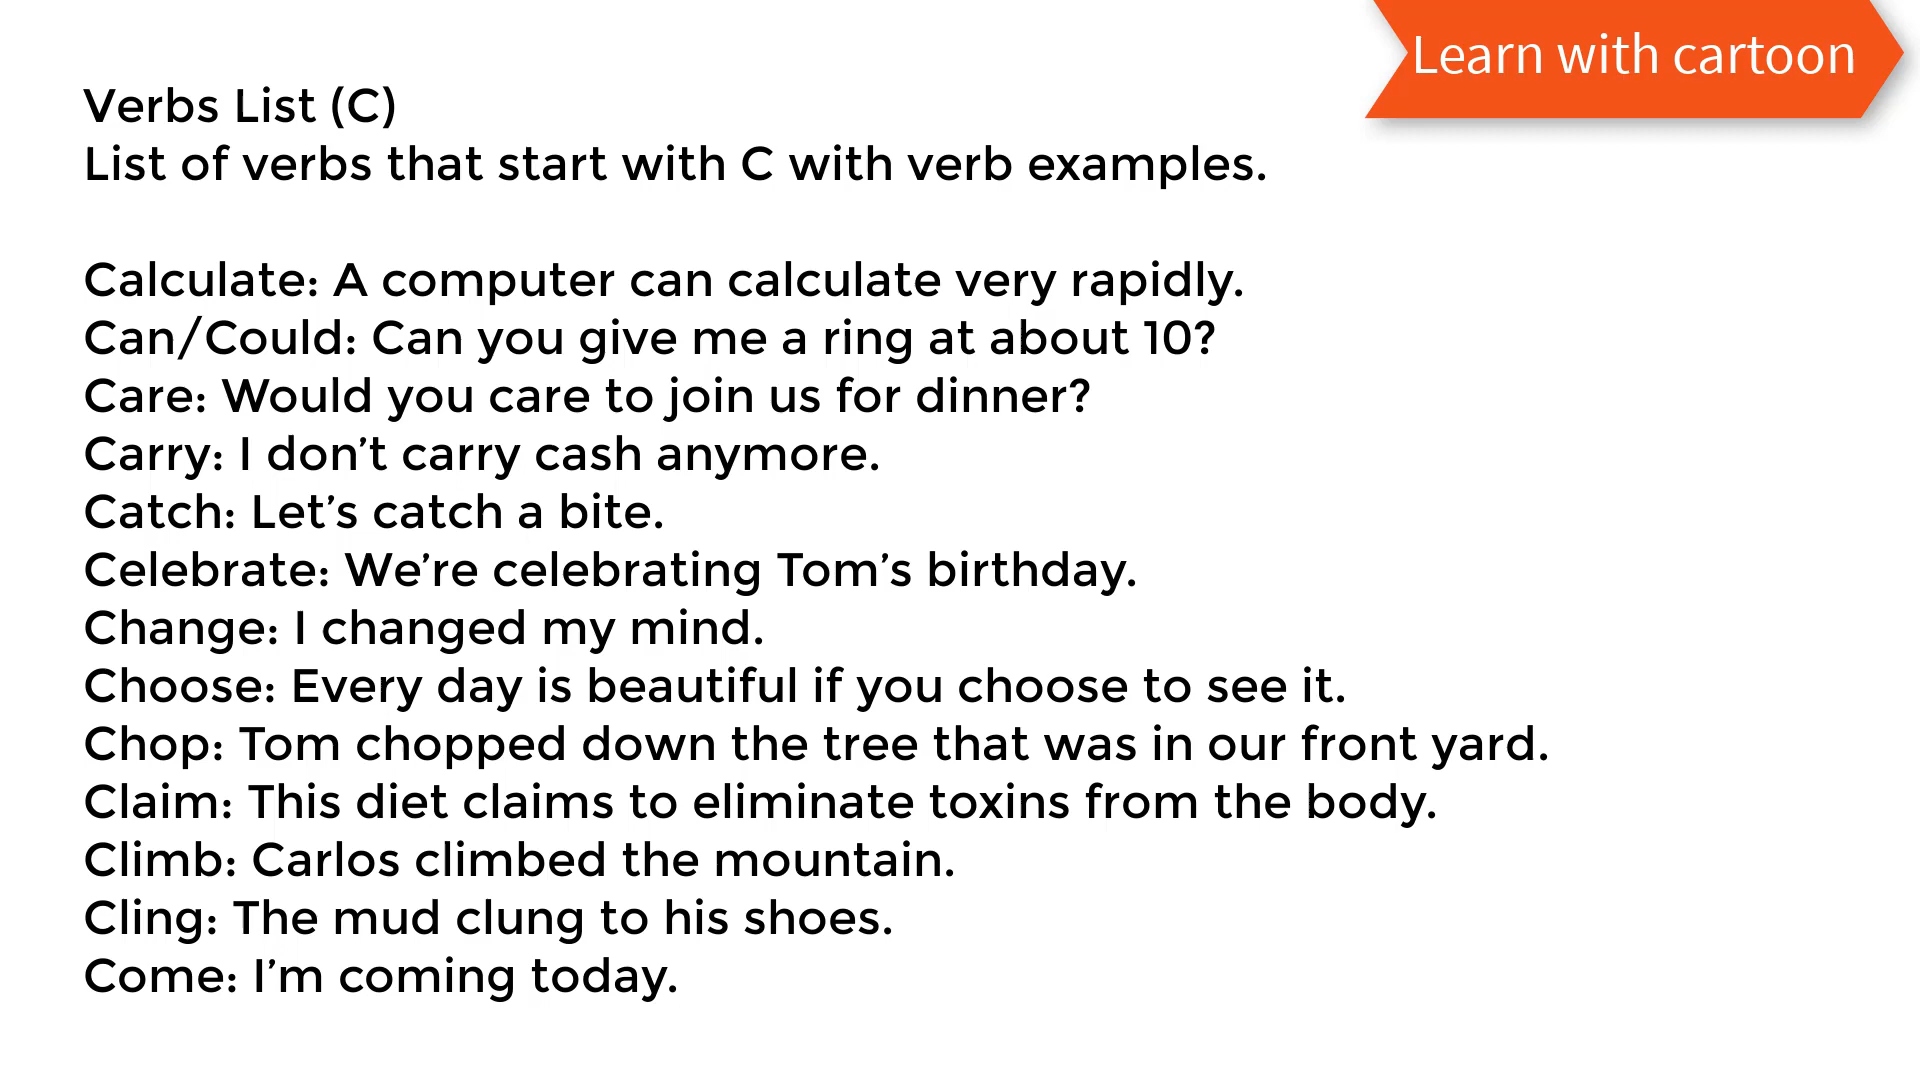 Learn with cartoon
Verbs List (C)
List of verbs that start with C with verb examples.
Calculate: A computer can calculate very rapidly.
Can/Could: Can you give me a ring at about 10?
Care: Would you care to join us for dinner?
Carry: I don’t carry cash anymore.
Catch: Let’s catch a bite.
Celebrate: We’re celebrating Tom’s birthday.
Change: I changed my mind.
Choose: Every day is beautiful if you choose to see it.
Chop: Tom chopped down the tree that was in our front yard.
Claim: This diet claims to eliminate toxins from the body.
Climb: Carlos climbed the mountain.
Cling: The mud clung to his shoes.
Come: I’m coming today.